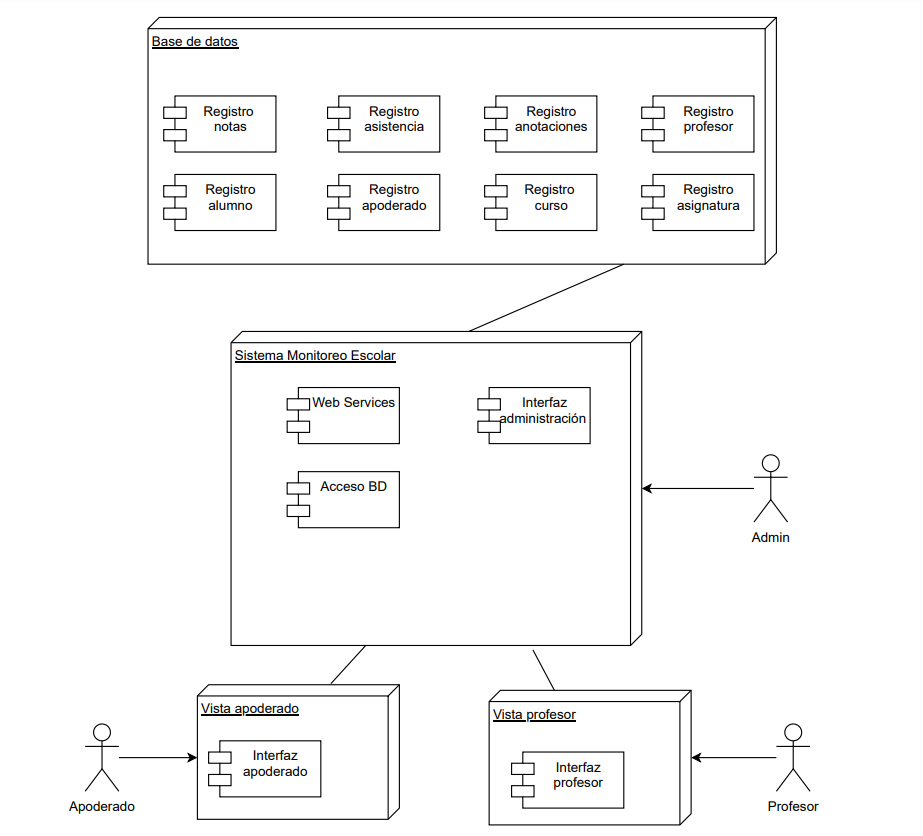 Base de datos
Registro
notas
Registro
asistencia
Registro
anotaciones
Registro
profesor
Registro
alumno
Registro
apoderado
Registro
curso
Registro
asignatura
Sistema Monitoreo Escolar
Web Services
Interfaz
administración
Acceso BD
Admin
Vista apoderado
Interfaz
apoderado
Apoderado
Vista profesor
Interfaz
profesor
Profesor